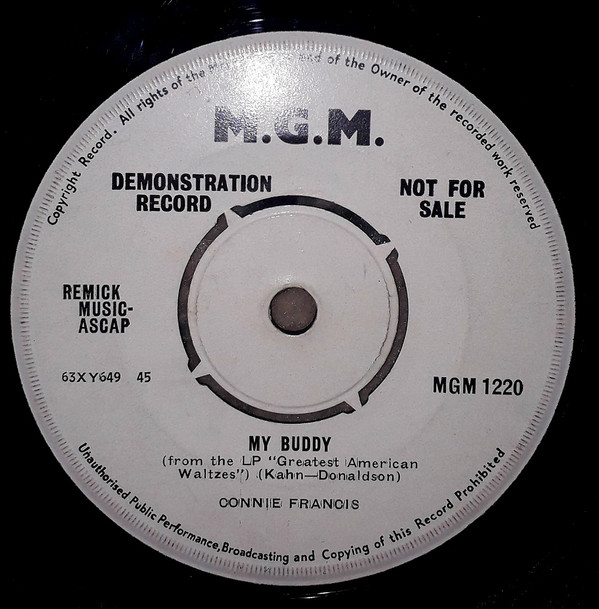 Copyright Record. All rights of the and of the Owner of the recorded work reserved
M.G.M.
DEMONSTRATION
RECORD
NOT FOR
SALE
REMICK
MUSIC-
ASCAP
63XY649 45
MGM 1220
MY BUDDY
(from the LP "Greatest American
Waltzes") (Kahn—Donaldson)
CONNIE FRANCIS
Unauthorised Public Performance, Broadcasting and Copying of this Record Prohibited